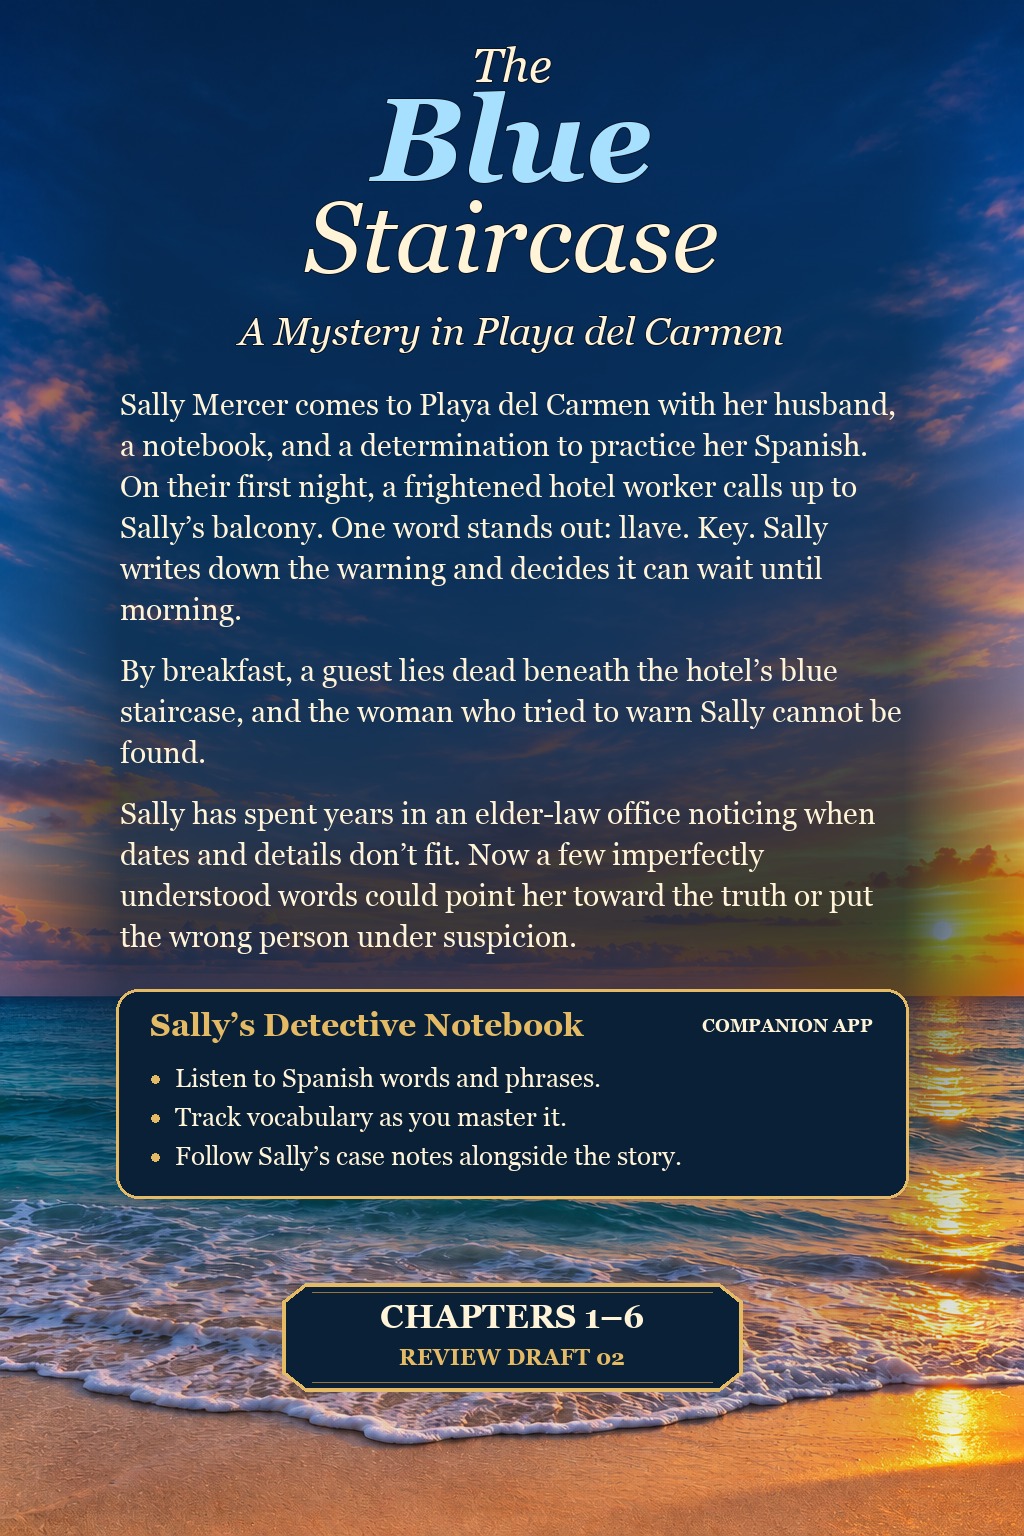 The
Blue
Staircase
A Mystery in Playa del Carmen
Sally Mercer comes to Playa del Carmen with her husband,
a notebook, and a determination to practice her Spanish.
On their first night, a frightened hotel worker calls up to
Sally’s balcony. One word stands out: llave. Key. Sally
writes down the warning and decides it can wait until
morning.
By breakfast, a guest lies dead beneath the hotel’s blue
staircase, and the woman who tried to warn Sally cannot be
found.
Sally has spent years in an elder-law office noticing when
dates and details don’t fit. Now a few imperfectly
understood words could point her toward the truth or put
the wrong person under suspicion.
Sally’s Detective Notebook
COMPANION APP
• Listen to Spanish words and phrases.
• Track vocabulary as you master it.
• Follow Sally’s case notes alongside the story.
CHAPTERS 1–6
REVIEW DRAFT 02